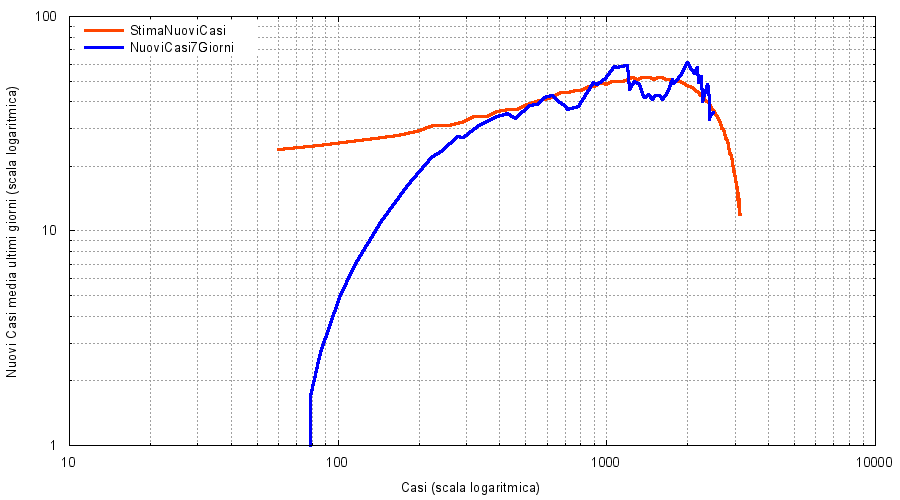 100
StimaNuoviCasi
NuoviCasi7Giorni
10
1
Nuovi Casi media ultimi giorni (scala logaritmica)
10
100
1000
10000
Casi (scala logaritmica)